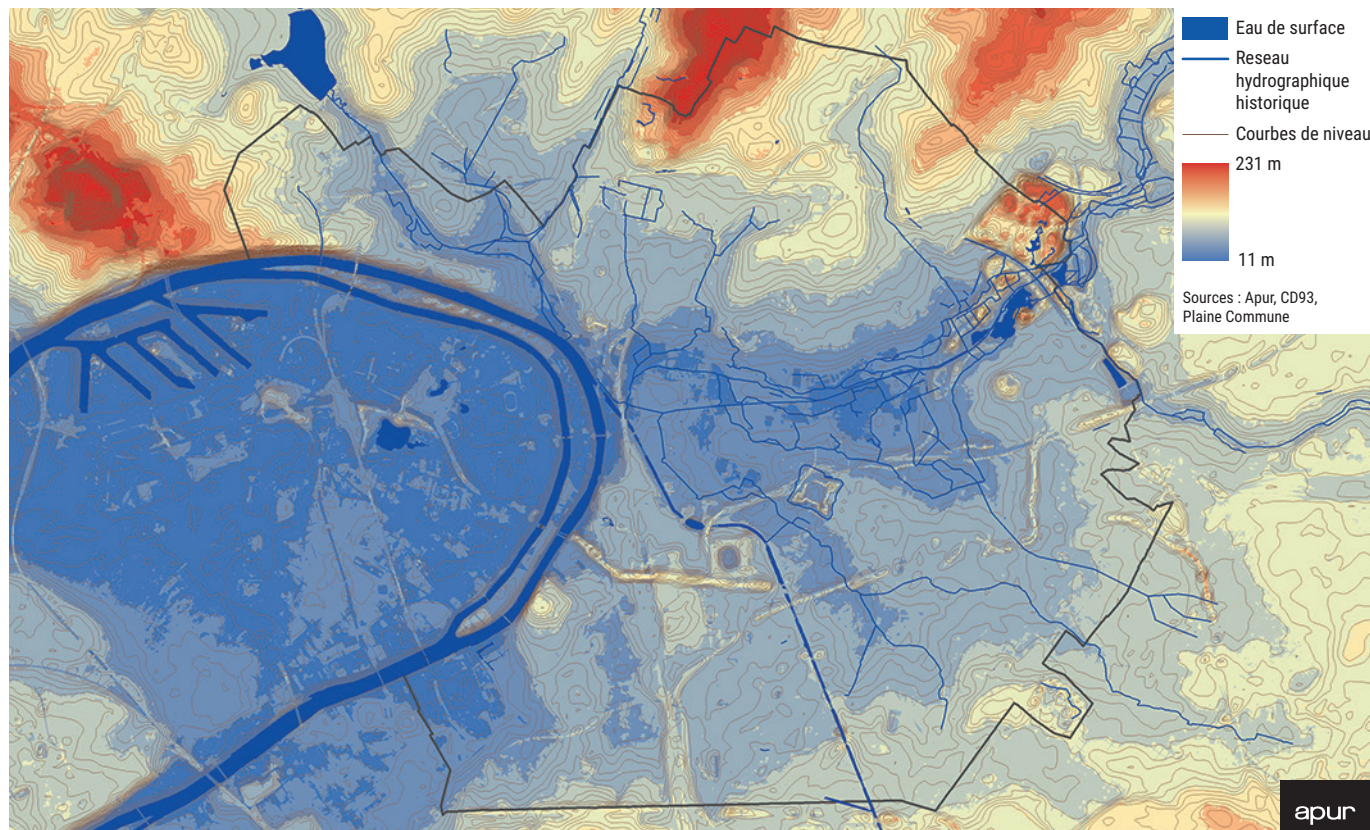 Eau de surface
Reseau
hydrographique
historique
Courbes de niveau
231 m
11 m
Sources : Apur, CD93,
Plaine Commune
apur